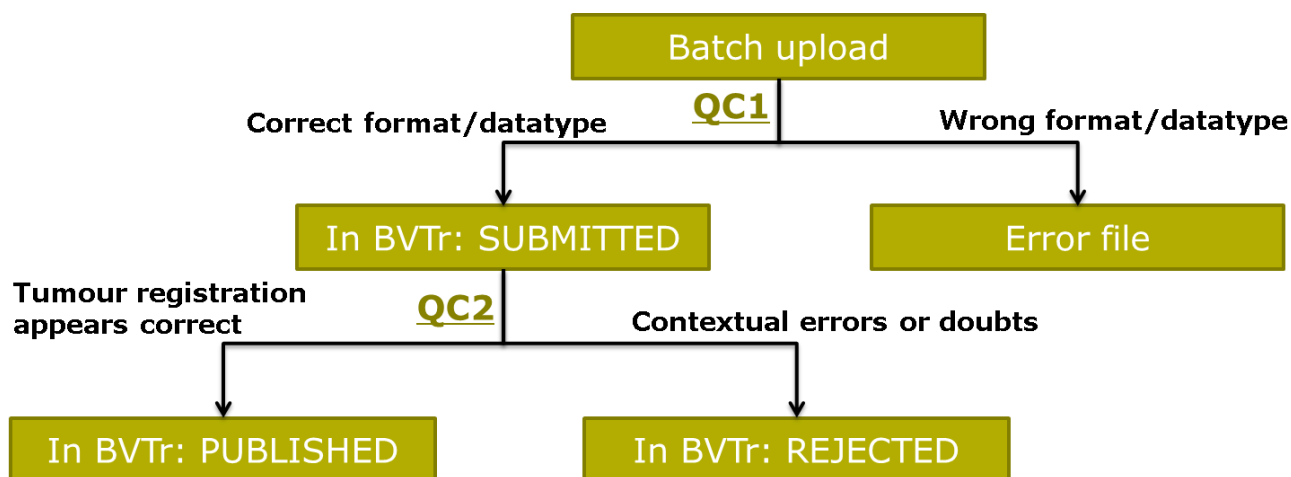 Batch upload
QC1
Correct format/datatype
Wrong format/datatype
In BVTr: SUBMITTED
Error file
Tumour registration
appears correct
QC2
Contextual errors or doubts
In BVTr: PUBLISHED
In BVTr: REJECTED